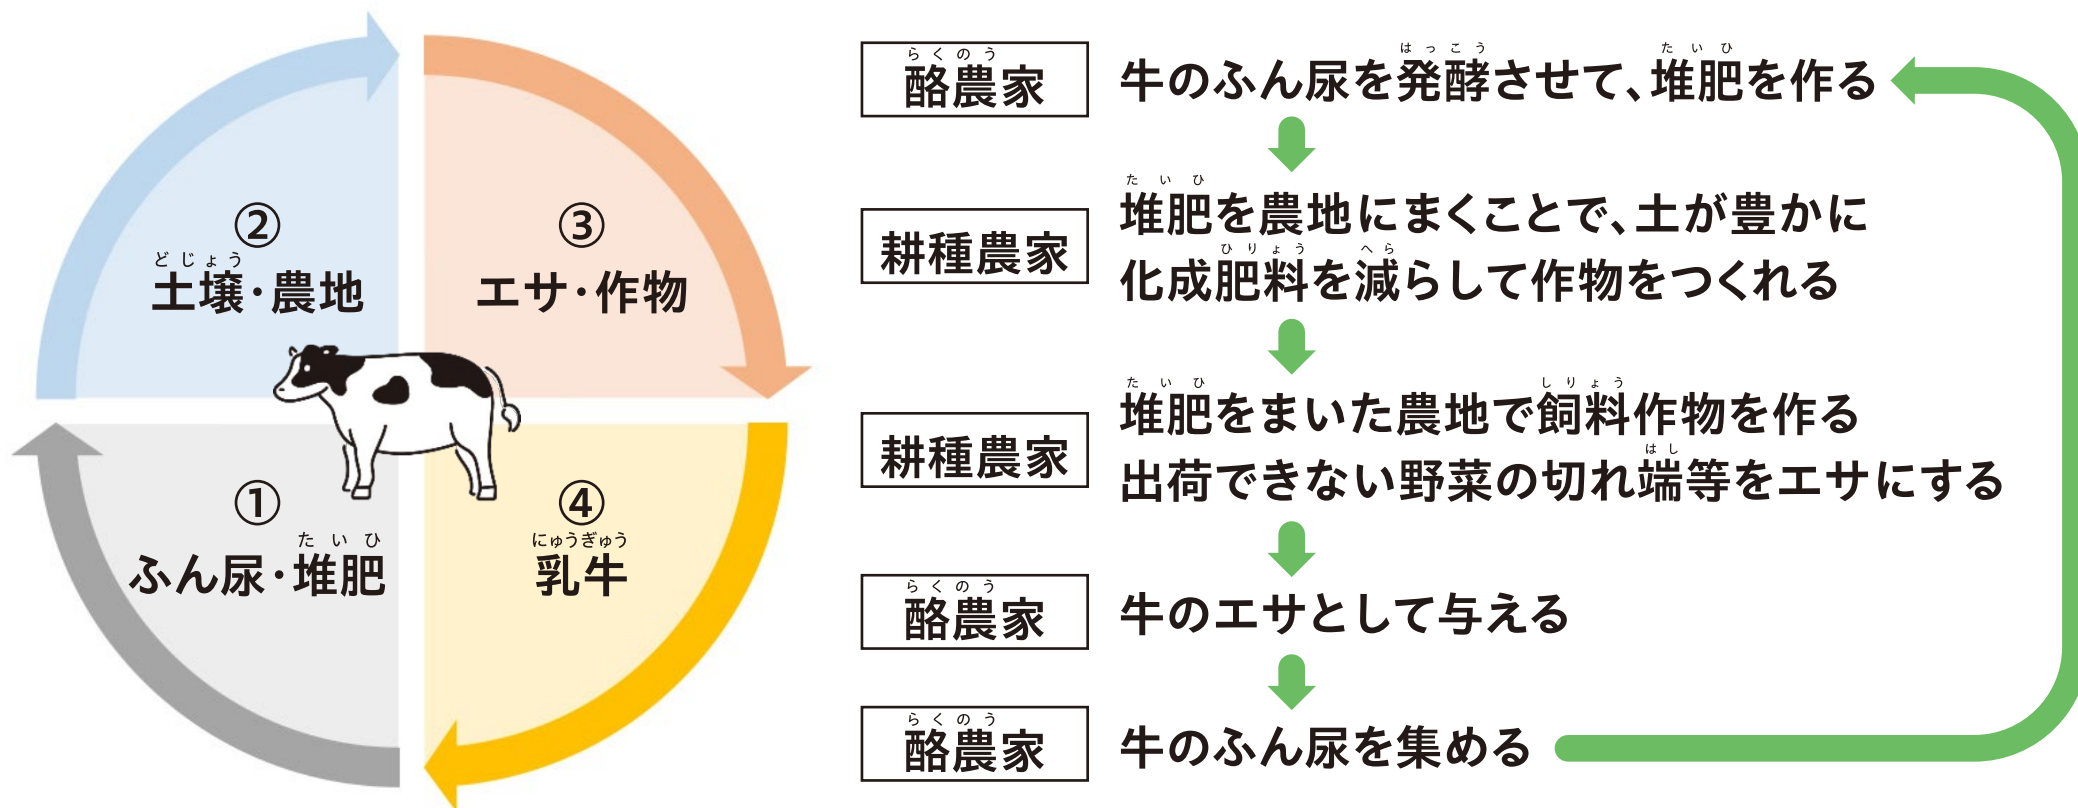 ②
どじょう
土壌・農地
③
エサ・作物
①
たいひ
ふん尿・堆肥
④
にゅうぎゅう
乳牛
らくのう
酪農家
はっこう たいひ
牛のふん尿を発酵させて、堆肥を作る
耕種農家
たいひ
堆肥を農地にまくことで、土が豊かに
ひりょう へら
化成肥料を減らして作物をつくれる
耕種農家
たいひ しりょう
堆肥をまいた農地で飼料作物を作る
はし
出荷できない野菜の切れ端等をエサにする
らくのう
酪農家
牛のエサとして与える
らくのう
酪農家
牛のふん尿を集める